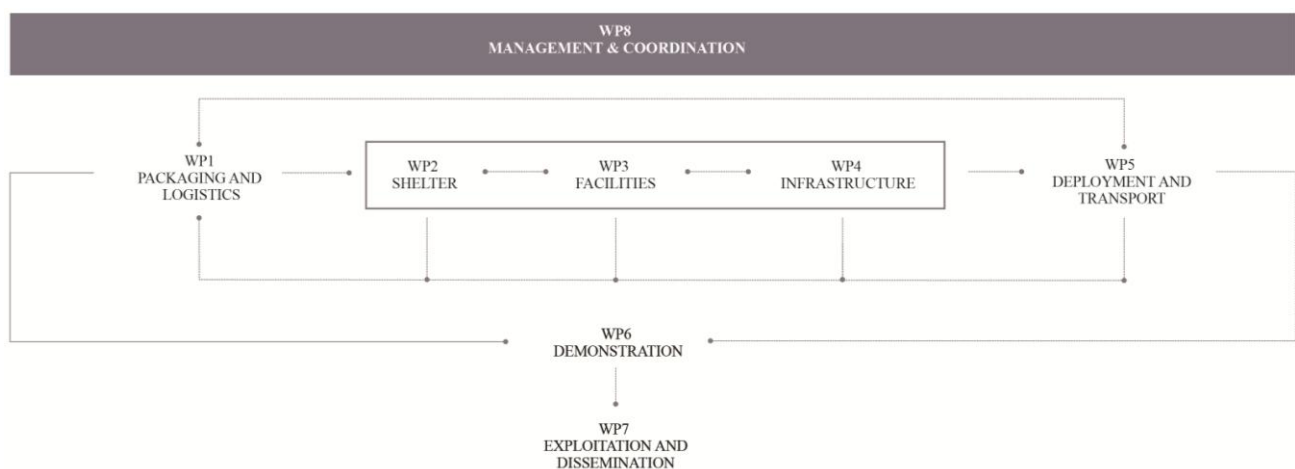 WP8
MANAGEMENT & COORDINATION
WP1
PACKAGING AND
LOGISTICS
WP2
SHELTER
WP3
FACILITIES
WP4
INFRASTRUCTURE
WP5
DEPLOYMENT AND
TRANSPORT
WP6
DEMONSTRATION
WP7
EXPLOITATION AND
DISSEMINATION